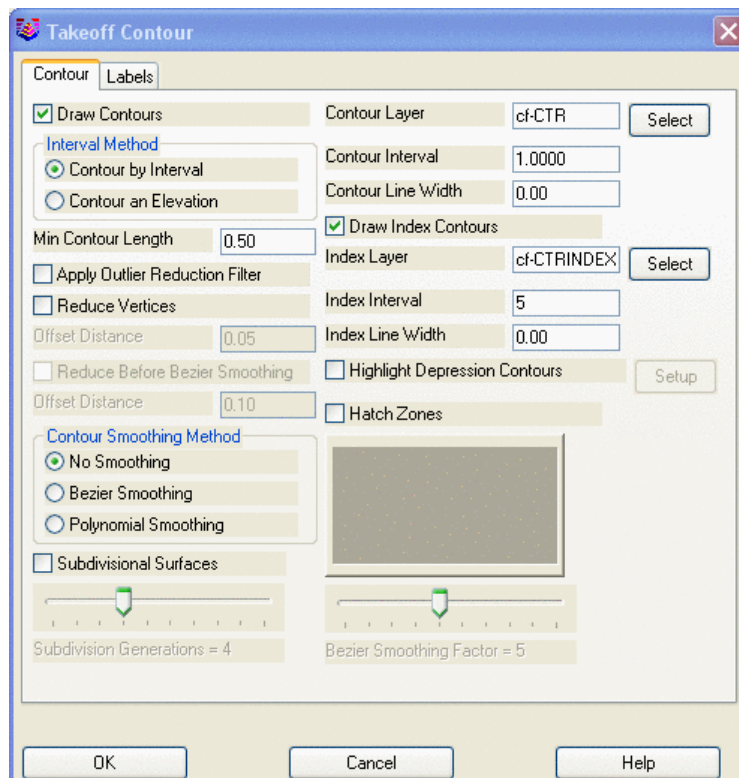 Takeoff Contour
Contour
Labels
Draw Contours
Interval Method
Contour by Interval
Contour an Elevation
Min Contour Length
0.50
Apply Outlier Reduction Filter
Reduce Vertices
Offset Distance
0.05
Reduce Before Bezier Smoothing
Offset Distance
0.10
Contour Smoothing Method
No Smoothing
Bezier Smoothing
Polynomial Smoothing
Subdivisional Surfaces
Subdivision Generations = 4
Contour Layer
cf-CTR
Select
Contour Interval
1.0000
Contour Line Width
0.00
Draw Index Contours
Index Layer
cf-CTRINDEX
Select
Index Interval
5
Index Line Width
0.00
Highlight Depression Contours
Setup
Hatch Zones
Bezier Smoothing Factor = 5
OK
Cancel
Help